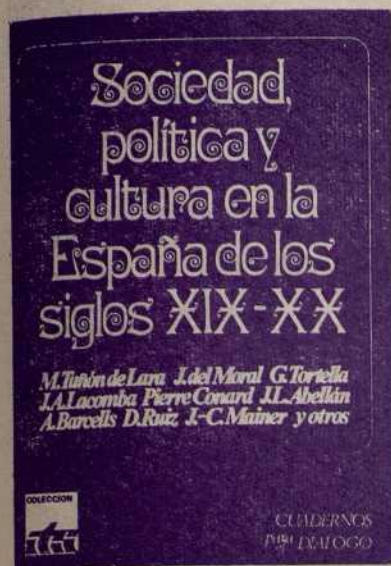 Sociedad,
política y
cultura en la
España de los
siglos XIX-XX
M. Tuñón de Lara J. del Moral G. Tortella
J.A. Lacomba Pierre Conard J.L. Abellán
A. Barcells D. Ruiz J.-C. Mainer y otros
COLECCION
CUADERNOS
PARA DIALOGO